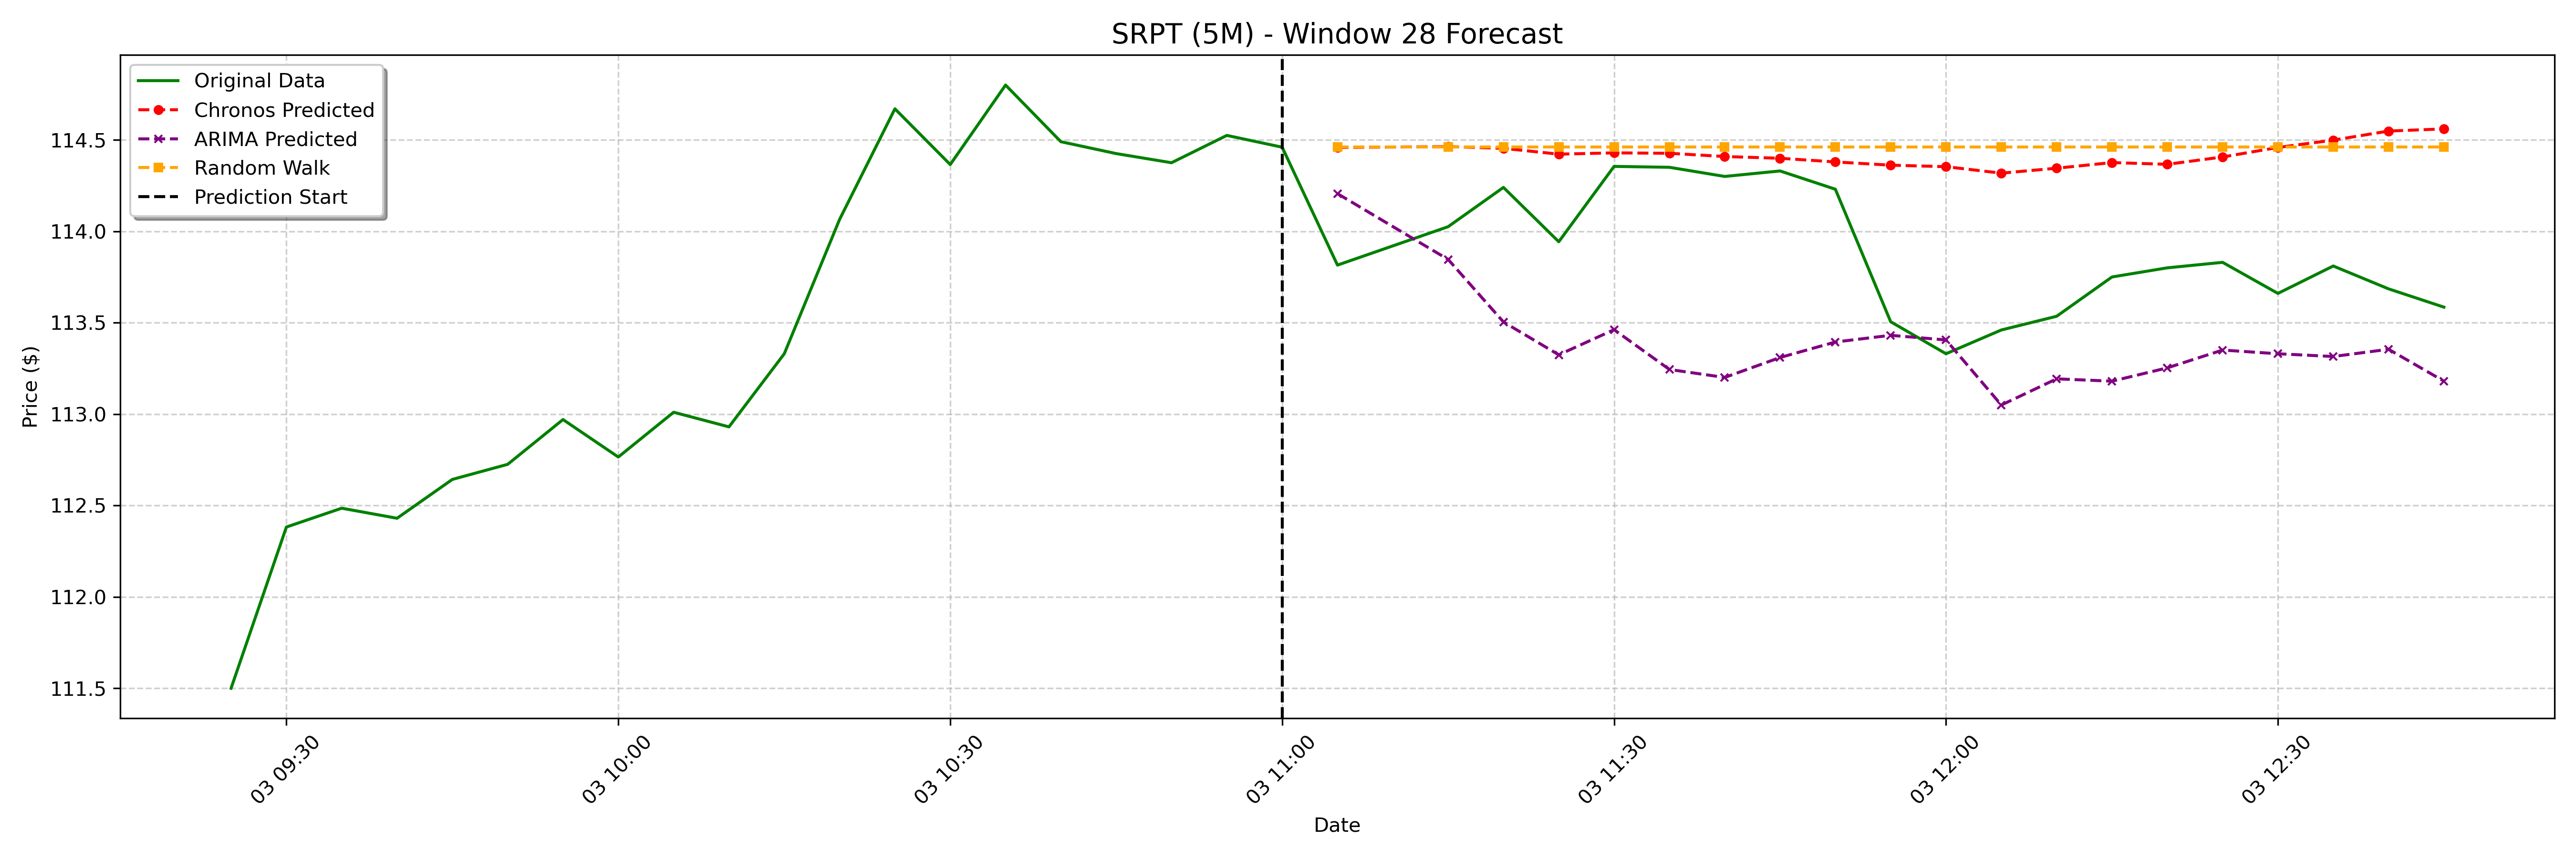 SRPT (5M) - Window 28 Forecast
Original Data
Chronos Predicted
ARIMA Predicted
Random Walk
Prediction Start
Price ($)
114.5
114.0
113.5
113.0
112.5
112.0
111.5
03 09:30
03 10:00
03 10:30
03 11:00
03 11:30
03 12:00
03 12:30
Date